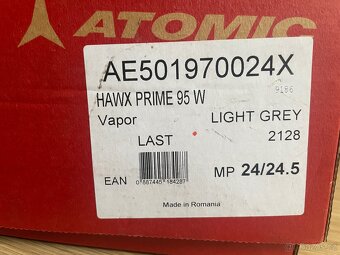 ATOMIC
AE501970024X
HAWX PRIME 95 W 9186
Vapor LIGHT GREY
LAST 2128
EAN MP 24/24.5
Made in Romania
ATOMIC